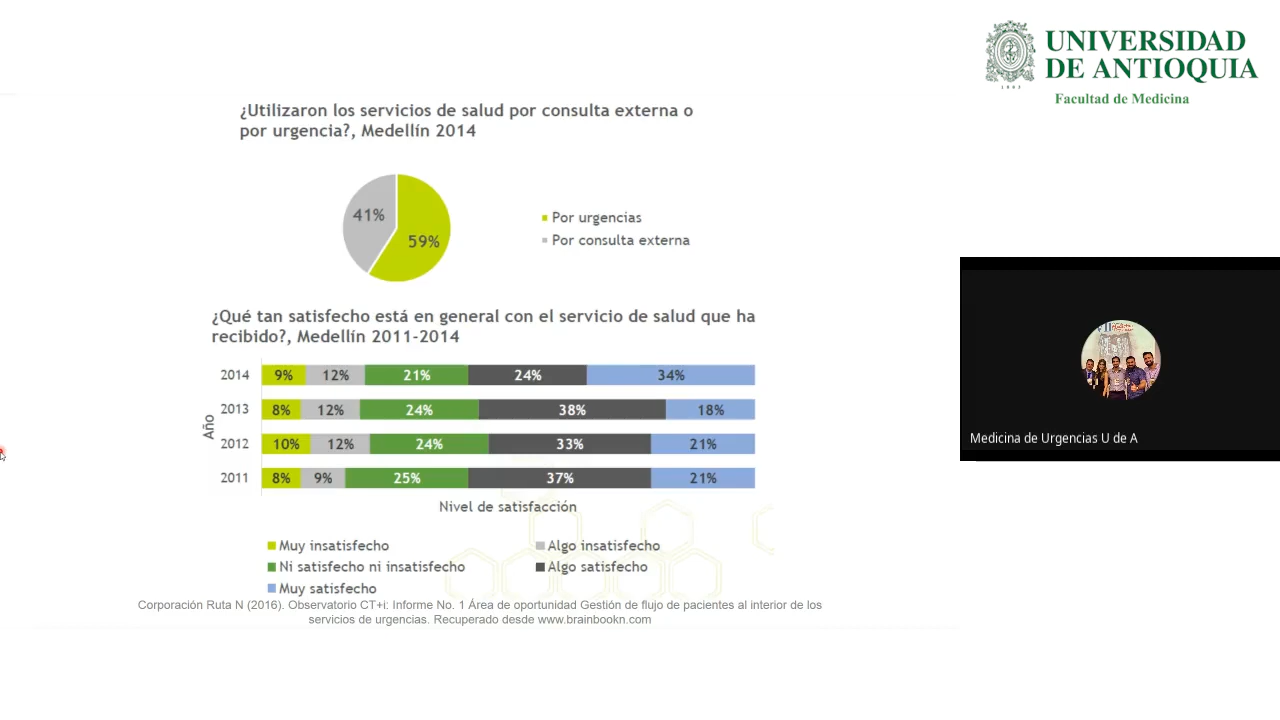 UNIVERSIDAD
DE ANTIOQUIA
1803
Facultad de Medicina
¿Utilizaron los servicios de salud por consulta externa o
por urgencia?, Medellín 2014
41%
59%
Por urgencias
Por consulta externa
¿Qué tan satisfecho está en general con el servicio de salud que ha
recibido?, Medellín 2011-2014
Año
2014 9% 12% 21% 24% 34%
2013 8% 12% 24% 38% 18%
2012 10% 12% 24% 33% 21%
2011 8% 9% 25% 37% 21%
Nivel de satisfacción
Muy insatisfecho
Algo insatisfecho
Ni satisfecho ni insatisfecho
Algo satisfecho
Muy satisfecho
Corporación Ruta N (2016). Observatorio CT+i: Informe No. 1 Área de oportunidad Gestión de flujo de pacientes al interior de los
servicios de urgencias. Recuperado desde www.brainbookn.com
Medicina de Urgencias U de A